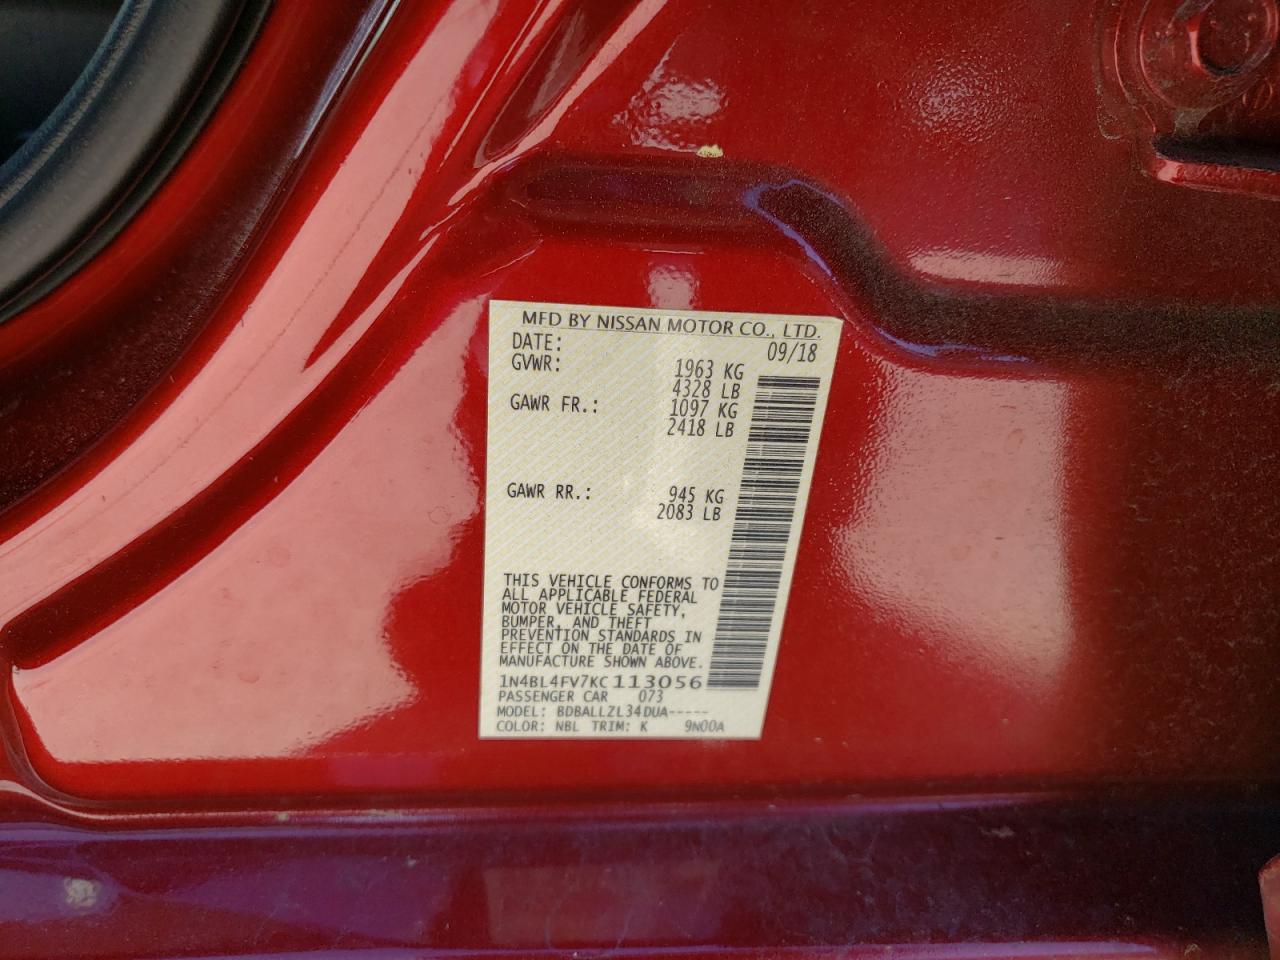 MFD BY NISSAN MOTOR CO., LTD.
DATE: 09/18
GVWR: 1963 KG
4328 LB
GAWR FR.: 1097 KG
2418 LB
GAWR RR.: 945 KG
2083 LB
THIS VEHICLE CONFORMS TO
ALL APPLICABLE FEDERAL
MOTOR VEHICLE SAFETY,
BUMPER, AND THEFT
PREVENTION STANDARDS IN
EFFECT ON THE DATE OF
MANUFACTURE SHOWN ABOVE.
1N4BL4FV7KC113056
PASSENGER CAR 073
MODEL: BDBALLZL34DUA-----
COLOR: NBL TRIM: K 9N00A